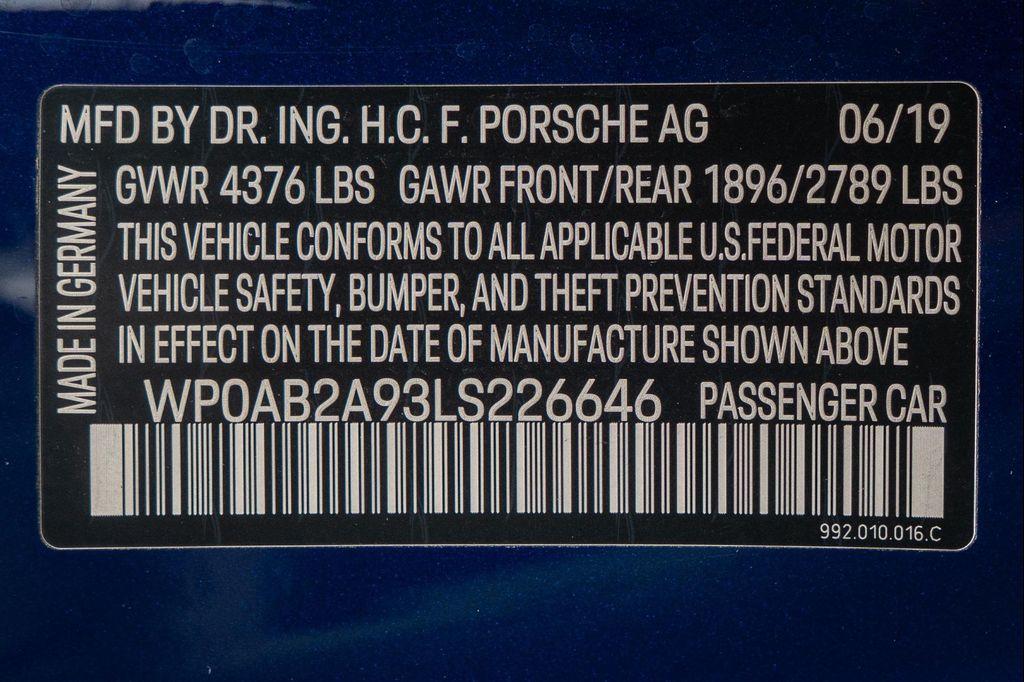 MFD BY DR. ING. H.C. F. PORSCHE AG 06/19
MADE IN GERMANY
GVWR 4376 LBS GAWR FRONT/REAR 1896/2789 LBS
THIS VEHICLE CONFORMS TO ALL APPLICABLE U.S.FEDERAL MOTOR
VEHICLE SAFETY, BUMPER, AND THEFT PREVENTION STANDARDS
IN EFFECT ON THE DATE OF MANUFACTURE SHOWN ABOVE
WP0AB2A93LS226646 PASSENGER CAR
992.010.016.C